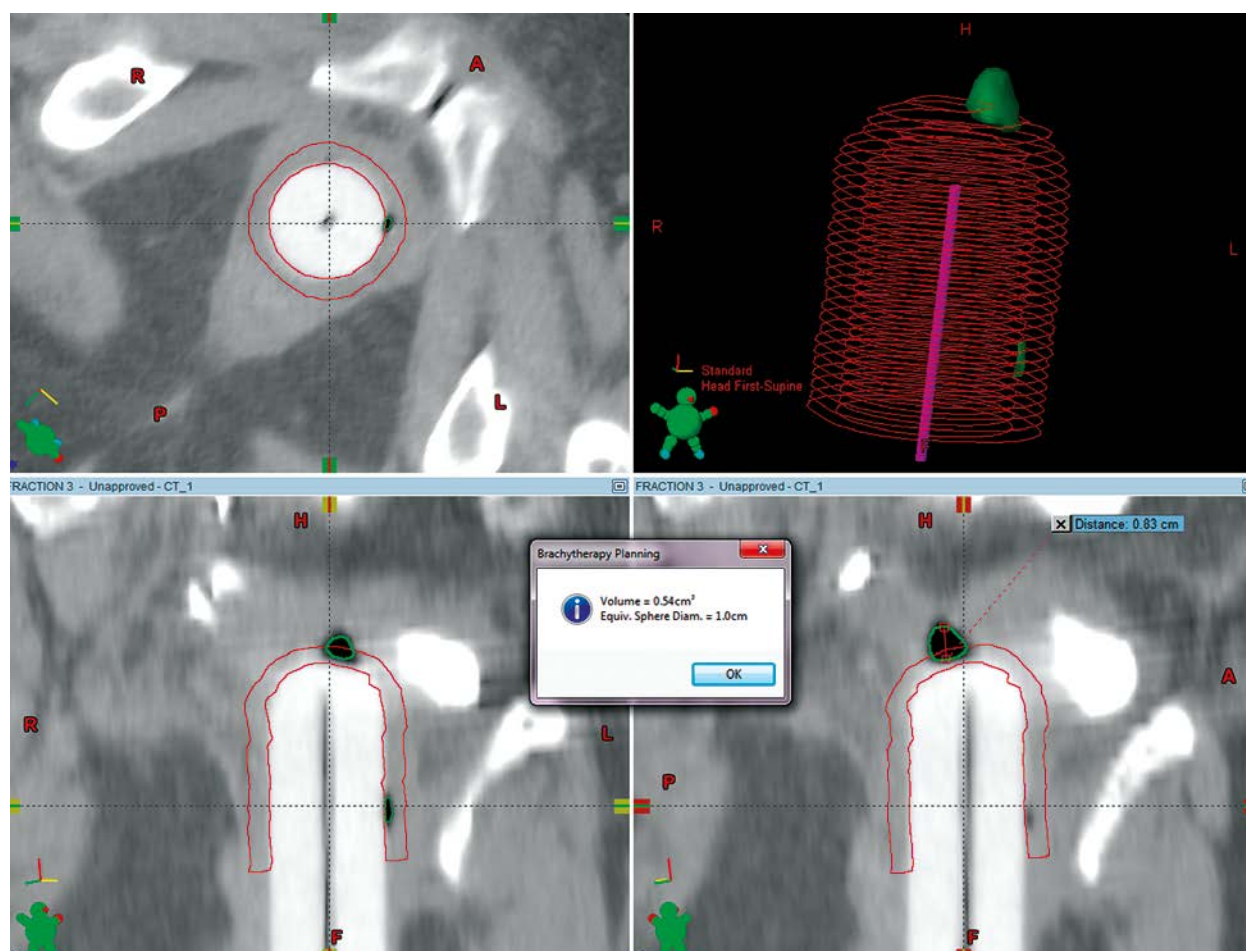 R
A
P
L
H
R
L
Standard
Head First-Supine
FRACTION 3 - Unapproved - CT_1
H
R
L
F
FRACTION 3 - Unapproved - CT_1
H
Distance: 0.83 cm
A
P
F
Brachytherapy Planning
Volume = 0.54cm³
Equiv. Sphere Diam. = 1.0cm
OK